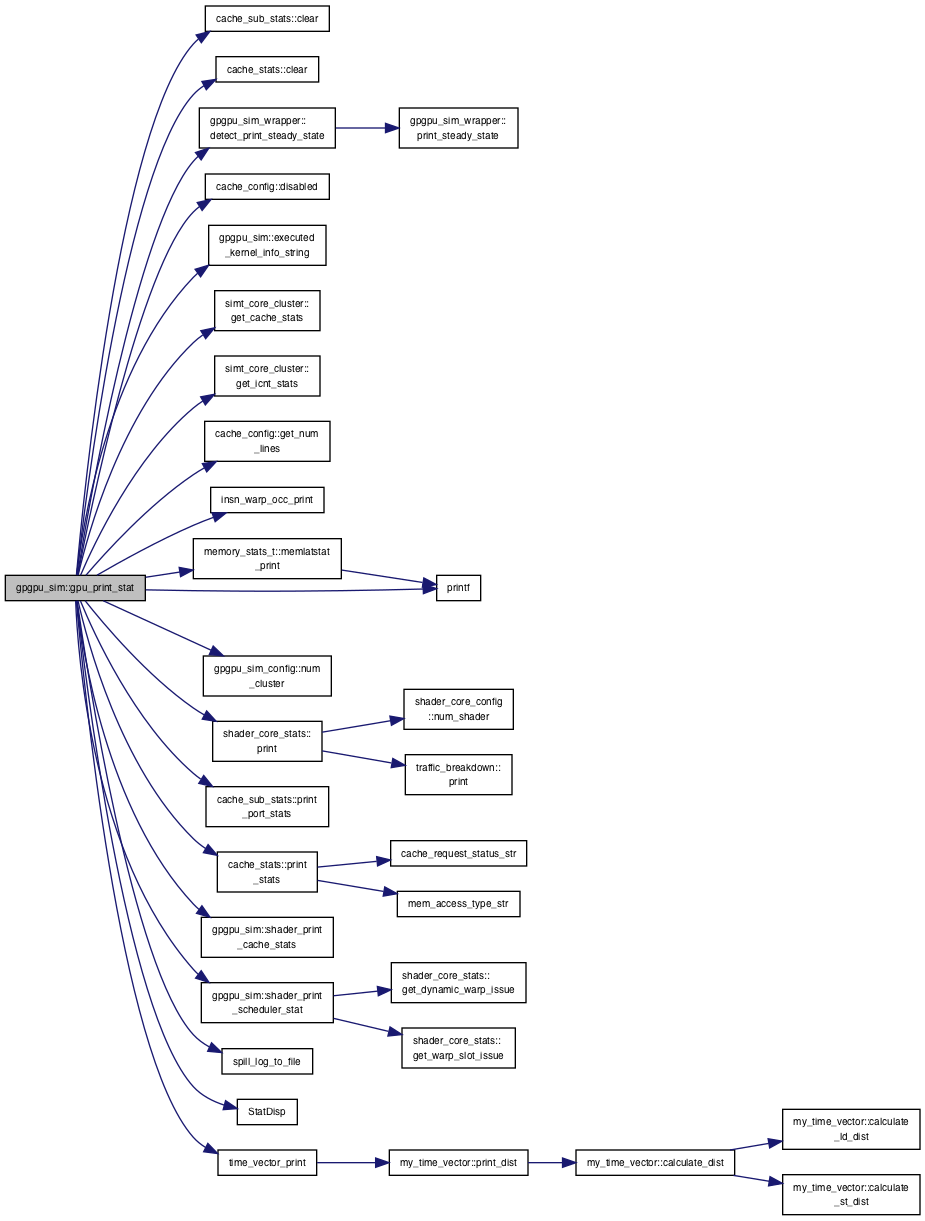 cache_sub_stats::clear
cache_stats::clear
gpgpu_sim_wrapper::
detect_print_steady_state
gpgpu_sim_wrapper::
print_steady_state
cache_config::disabled
gpgpu_sim::executed
_kernel_info_string
simt_core_cluster::
get_cache_stats
simt_core_cluster::
get_icnt_stats
cache_config::get_num
_lines
insn_warp_occ_print
memory_stats_t::memlatstat
_print
gpgpu_sim::gpu_print_stat
printf
gpgpu_sim_config::num
_cluster
shader_core_stats::
print
shader_core_config
::num_shader
traffic_breakdown::
print
cache_sub_stats::print
_port_stats
cache_stats::print
_stats
cache_request_status_str
mem_access_type_str
gpgpu_sim::shader_print
_cache_stats
gpgpu_sim::shader_print
_scheduler_stat
shader_core_stats::
get_dynamic_warp_issue
shader_core_stats::
get_warp_slot_issue
spill_log_to_file
StatDisp
time_vector_print
my_time_vector::print_dist
my_time_vector::calculate_dist
my_time_vector::calculate
_ld_dist
my_time_vector::calculate
_st_dist